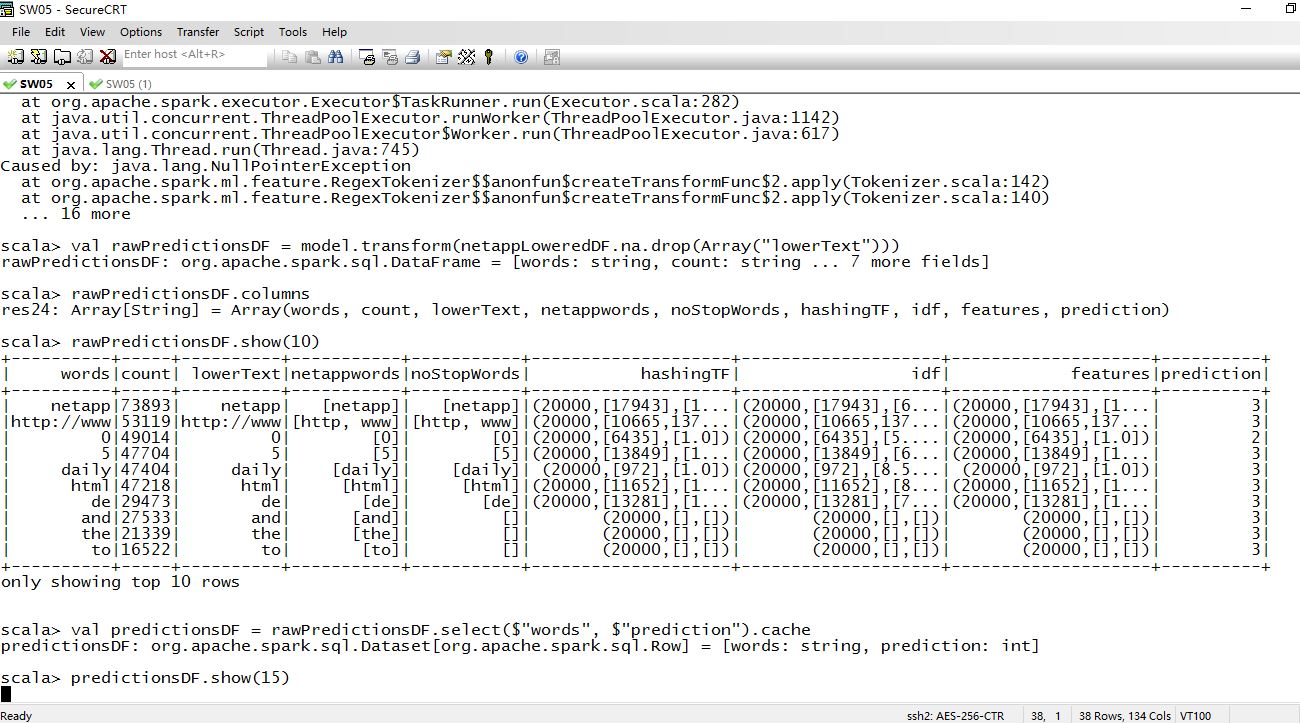 SW05 - SecureCRT
File Edit View Options Transfer Script Tools Help
Enter host <Alt+R>
SW05 x SW05 (1)
at org.apache.spark.executor.Executor$TaskRunner.run(Executor.scala:282)
at java.util.concurrent.ThreadPoolExecutor.runWorker(ThreadPoolExecutor.java:1142)
at java.util.concurrent.ThreadPoolExecutor$Worker.run(ThreadPoolExecutor.java:617)
at java.lang.Thread.run(Thread.java:745)
Caused by: java.lang.NullPointerException
at org.apache.spark.ml.feature.RegexTokenizer$$anonfun$createTransformFunc$2.apply(Tokenizer.scala:142)
at org.apache.spark.ml.feature.RegexTokenizer$$anonfun$createTransformFunc$2.apply(Tokenizer.scala:140)
... 16 more
scala> val rawPredictionsDF = model.transform(netappLoweredDF.na.drop(Array("lowerText")))
rawPredictionsDF: org.apache.spark.sql.DataFrame = [words: string, count: string ... 7 more fields]
scala> rawPredictionsDF.columns
res24: Array[String] = Array(words, count, lowerText, netappwords, noStopWords, hashingTF, idf, features, prediction)
scala> rawPredictionsDF.show(10)
+----------+-----+----------+-----------+-----------+--------------------+--------------------+--------------------+----------+
|     words|count| lowerText|netappwords|noStopWords|           hashingTF|                 idf|            features|prediction|
+----------+-----+----------+-----------+-----------+--------------------+--------------------+--------------------+----------+
|    netapp|73893|    netapp|   [netapp]|   [netapp]|(20000,[17943],[1...|(20000,[17943],[6...|(20000,[17943],[1...|         3|
|http://www|53119|http://www|[http, www]|[http, www]|(20000,[10665,137...|(20000,[10665,137...|(20000,[10665,137...|         3|
|         0|49014|         0|        [0]|        [0]|(20000,[6435],[1.0])|(20000,[6435],[5....|(20000,[6435],[1.0])|         2|
|         5|47704|         5|        [5]|        [5]|(20000,[13849],[1...|(20000,[13849],[6...|(20000,[13849],[1...|         3|
|     daily|47404|     daily|    [daily]|    [daily]| (20000,[972],[1.0])|(20000,[972],[8.5...| (20000,[972],[1.0])|         3|
|      html|47218|      html|     [html]|     [html]|(20000,[11652],[1...|(20000,[11652],[8...|(20000,[11652],[1...|         3|
|        de|29473|        de|       [de]|       [de]|(20000,[13281],[1...|(20000,[13281],[7...|(20000,[13281],[1...|         3|
|       and|27533|       and|      [and]|         []|       (20000,[],[])|       (20000,[],[])|       (20000,[],[])|         3|
|       the|21339|       the|      [the]|         []|       (20000,[],[])|       (20000,[],[])|       (20000,[],[])|         3|
|        to|16522|        to|       [to]|         []|       (20000,[],[])|       (20000,[],[])|       (20000,[],[])|         3|
+----------+-----+----------+-----------+-----------+--------------------+--------------------+--------------------+----------+
only showing top 10 rows
scala> val predictionsDF = rawPredictionsDF.select($"words", $"prediction").cache
predictionsDF: org.apache.spark.sql.Dataset[org.apache.spark.sql.Row] = [words: string, prediction: int]
scala> predictionsDF.show(15)
Ready ssh2: AES-256-CTR 38, 1 38 Rows, 134 Cols VT100